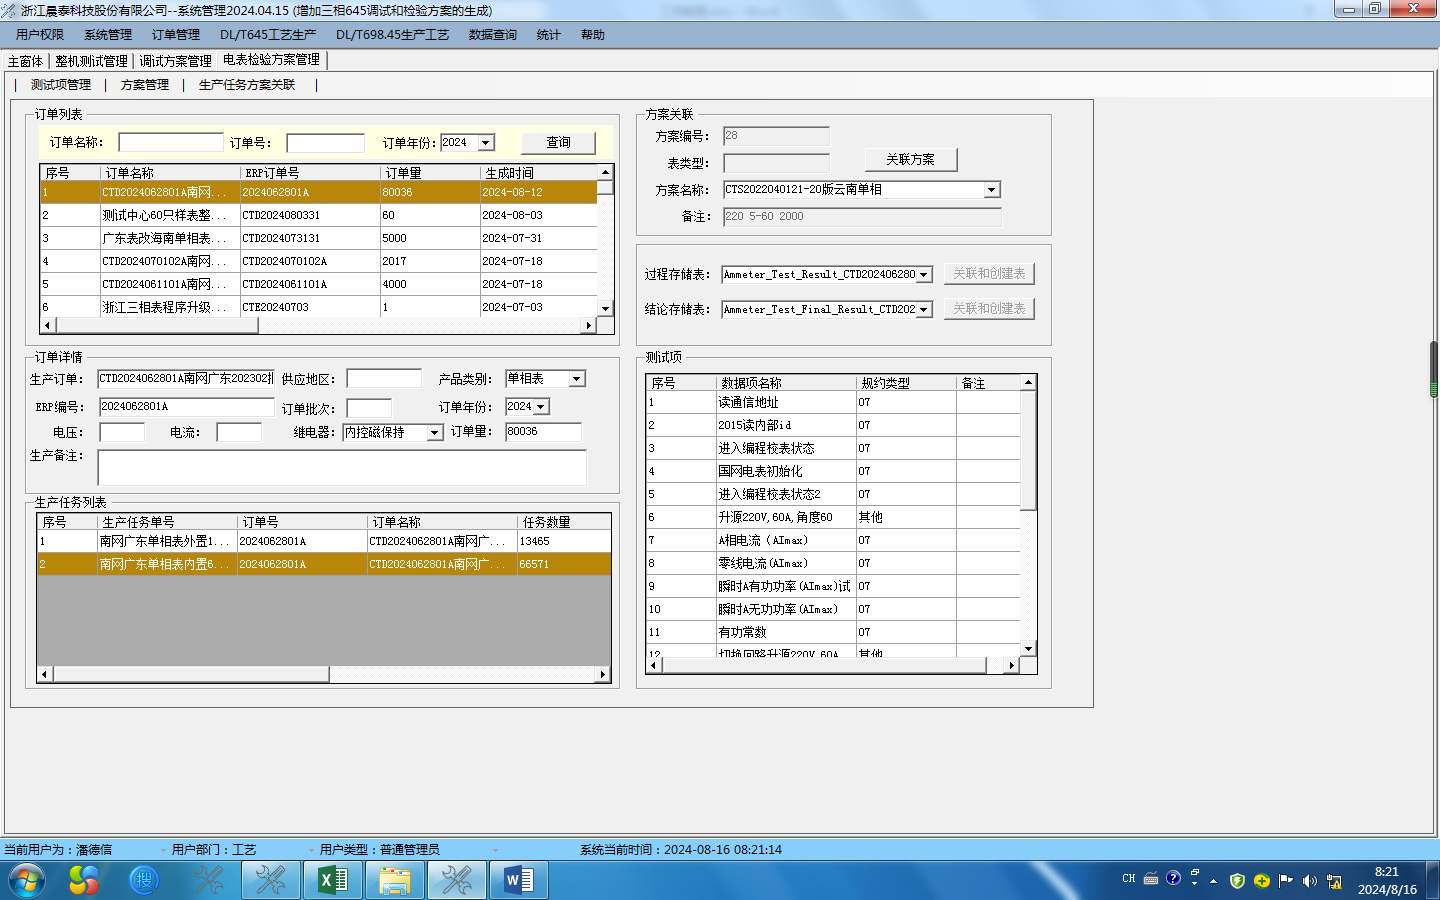 浙江晨泰科技股份有限公司--系统管理2024.04.15 (增加三相645调试和检验方案的生成)
用户权限 系统管理 订单管理 DL/T645工艺生产 DL/T698.45生产工艺 数据查询 统计 帮助
主窗体 整机测试管理 调试方案管理 电表检验方案管理
| 测试项管理 | 方案管理 | 生产任务方案关联 |
订单列表
订单名称: 订单号: 订单年份: 2024 查询
序号 订单名称 ERP订单号 订单量 生成时间
1 CTD2024062801A南网... 2024062801A 80036 2024-08-12
2 测试中心60只样表整... CTD2024080331 60 2024-08-03
3 广东表改海南单相表... CTD2024073131 5000 2024-07-31
4 CTD2024070102A南网... CTD2024070102A 2017 2024-07-18
5 CTD2024061101A南网... CTD2024061101A 4000 2024-07-18
6 浙江三相表程序升级... CTE20240703 1 2024-07-03
订单详情
生产订单: CTD2024062801A南网广东202302批 供应地区: 产品类别: 单相表
ERP编号: 2024062801A 订单批次: 订单年份: 2024
电压: 电流: 继电器: 内控磁保持 订单量: 80036
生产备注:
生产任务列表
序号 生产任务单号 订单号 订单名称 任务数量
1 南网广东单相表外置1... 2024062801A CTD2024062801A南网广... 13465
2 南网广东单相表内置6... 2024062801A CTD2024062801A南网广... 66571
方案关联
方案编号: 28
表类型: 关联方案
方案名称: CTS2022040121-20版云南单相
备注: 220 5-60 2000
过程存储表: Ammeter_Test_Result_CTD202406280 关联和创建表
结论存储表: Ammeter_Test_Final_Result_CTD202 关联和创建表
测试项
序号 数据项名称 规约类型 备注
1 读通信地址 07
2 2015读内部id 07
3 进入编程校表状态 07
4 国网电表初始化 07
5 进入编程校表状态2 07
6 升源220V,60A,角度60 其他
7 A相电流（AImax) 07
8 零线电流(AImax) 07
9 瞬时A有功功率(AImax)试 07
10 瞬时A无功功率(AImax) 07
11 有功常数 07
12 切换回路升源220V,60A 其他
当前用户为：潘德信 用户部门：工艺 用户类型：普通管理员 系统当前时间：2024-08-16 08:21:14
CH 8:21
2024/8/16